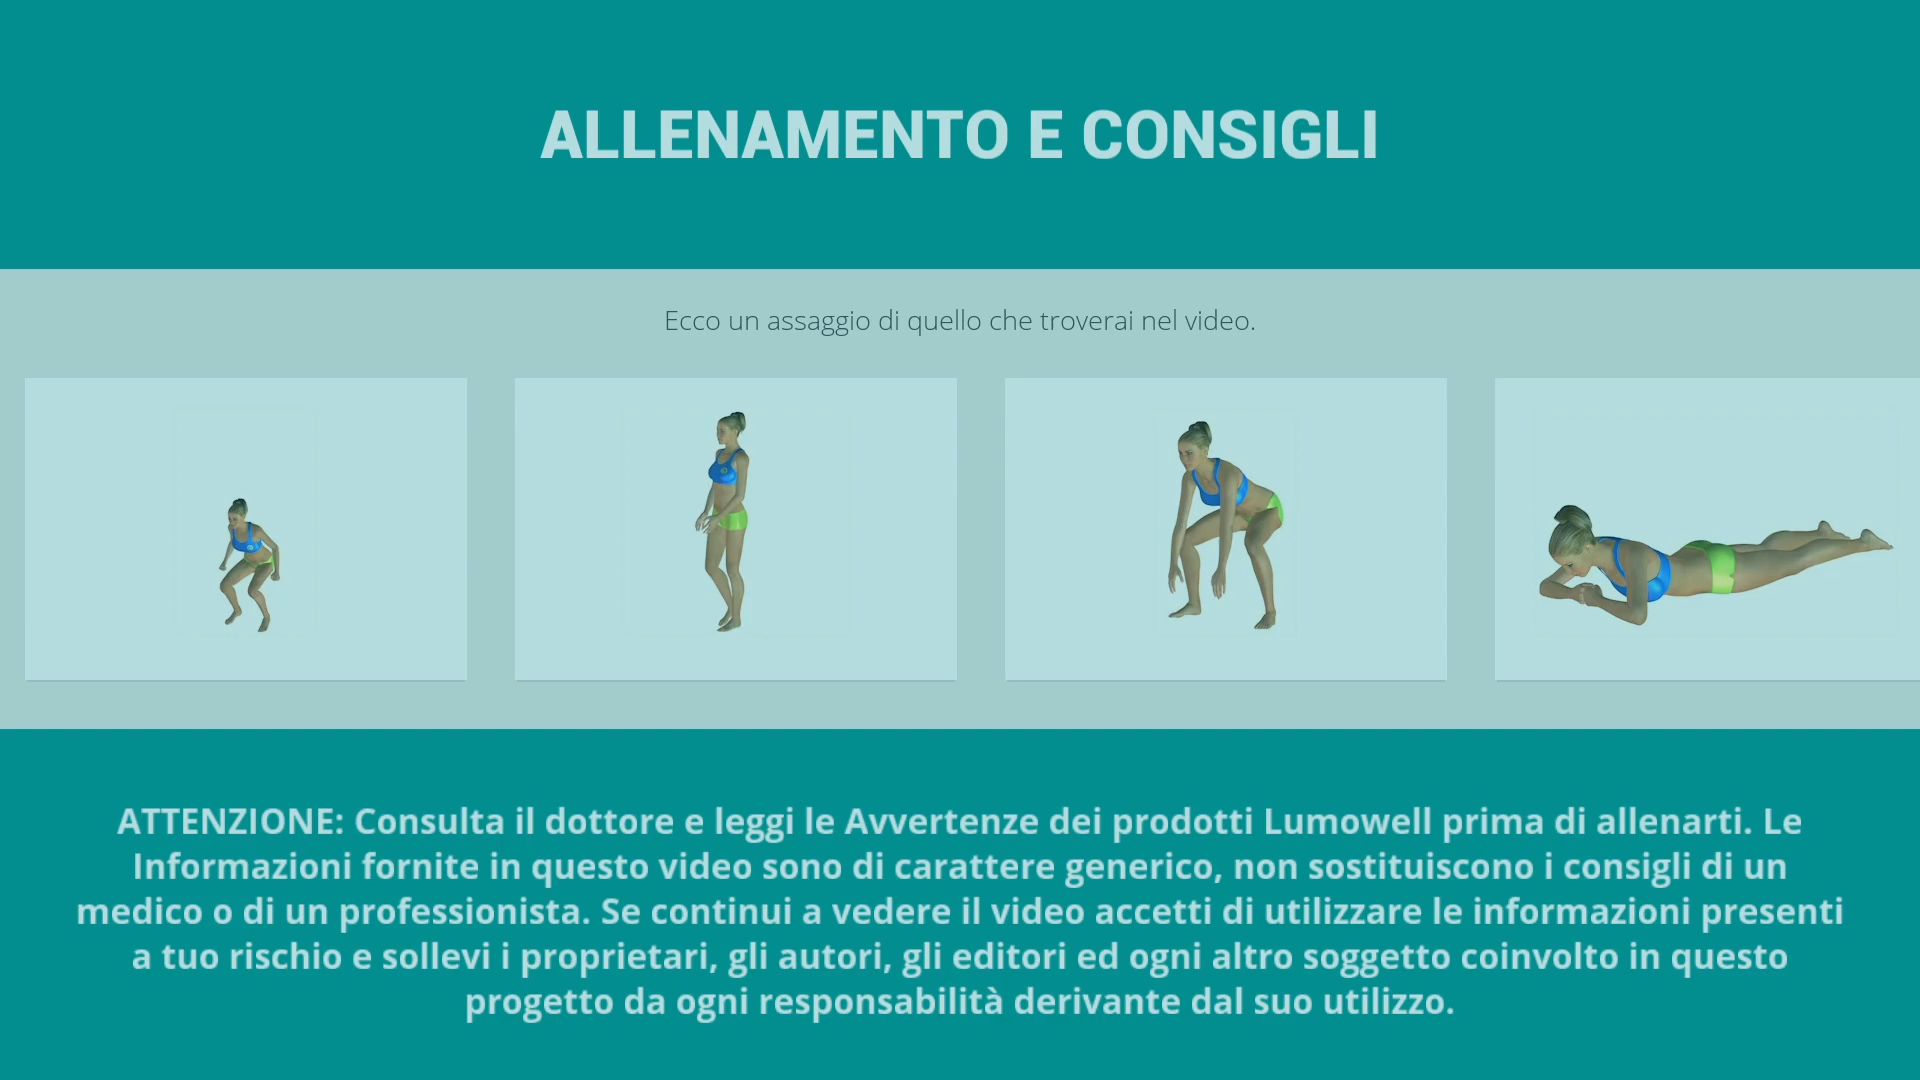 ALLENAMENTO E CONSIGLI
Ecco un assaggio di quello che troverai nel video.
ATTENZIONE: Consulta il dottore e leggi le Avvertenze dei prodotti Lumowell prima di allenarti. Le
Informazioni fornite in questo video sono di carattere generico, non sostituiscono i consigli di un
medico o di un professionista. Se continui a vedere il video accetti di utilizzare le informazioni presenti
a tuo rischio e sollevi i proprietari, gli autori, gli editori ed ogni altro soggetto coinvolto in questo
progetto da ogni responsabilità derivante dal suo utilizzo.